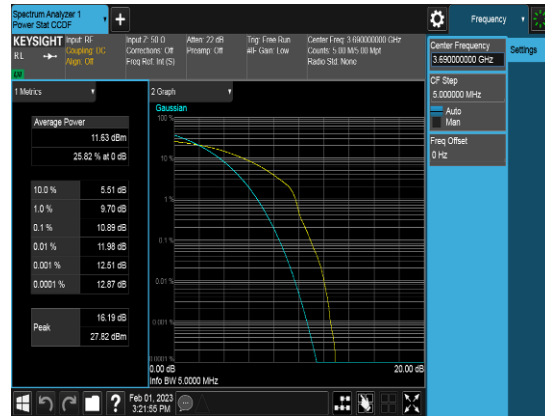 Spectrum Analyzer 1
Power Stat CCDF
Frequency
KEYSIGHT
RL
Input: RF
Coupling: DC
Align: Off
Input Z: 50 Ω
Corrections: Off
Freq Ref: Int (S)
Atten: 22 dB
Preamp: Off
Trig: Free Run
#IF Gain: Low
Center Freq: 3.690000000 GHz
Counts: 5.00 M/5.00 Mpt
Radio Std: None
Center Frequency
3.690000000 GHz
Settings
CF Step
5.000000 MHz
Auto
Man
Freq Offset
0 Hz
1 Metrics
Average Power
11.63 dBm
25.82 % at 0 dB
10.0 % 5.51 dB
1.0 % 9.70 dB
0.1 % 10.89 dB
0.01 % 11.98 dB
0.001 % 12.51 dB
0.0001 % 12.87 dB
Peak
16.19 dB
27.82 dBm
2 Graph
Gaussian
100 %
10 %
1 %
0.1 %
0.01 %
0.001 %
0.0001 %
0.00 dB 20.00 dB
Info BW 5.0000 MHz
?
Feb 01, 2023
3:21:55 PM